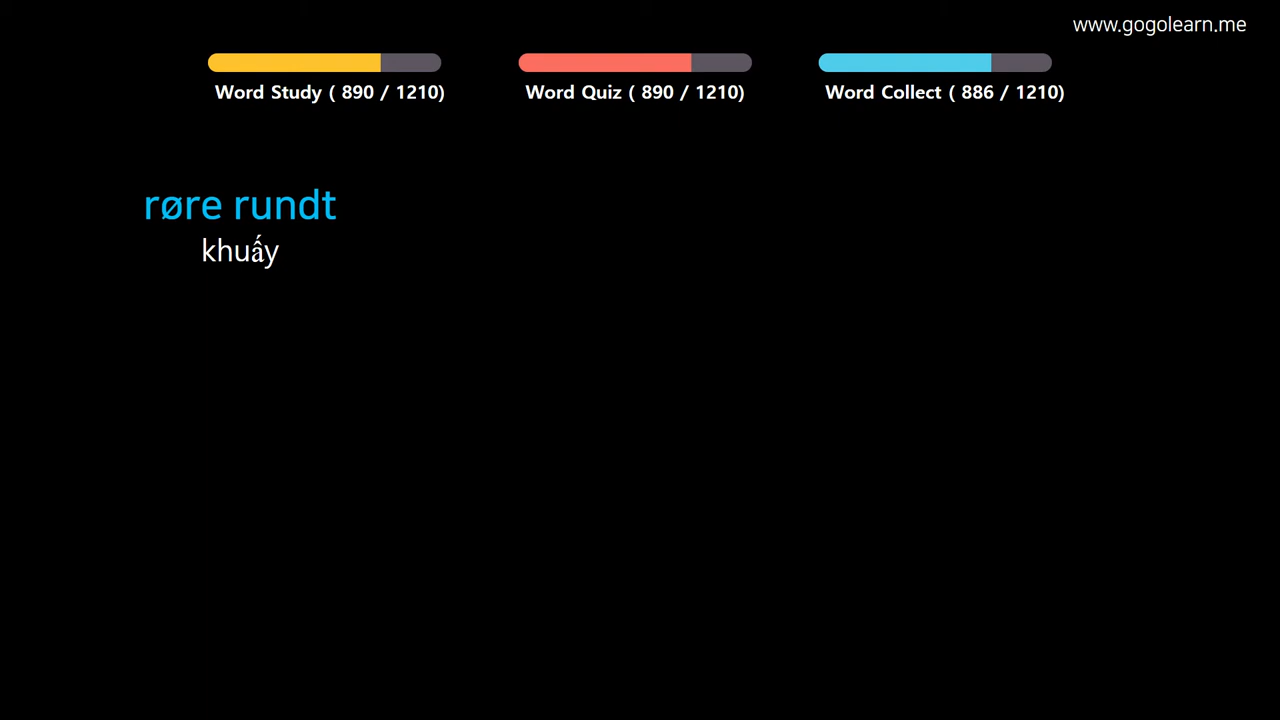 www.gogolearn.me
Word Study ( 890 / 1210)
Word Quiz ( 890 / 1210)
Word Collect ( 886 / 1210)
røre rundt
khuấy